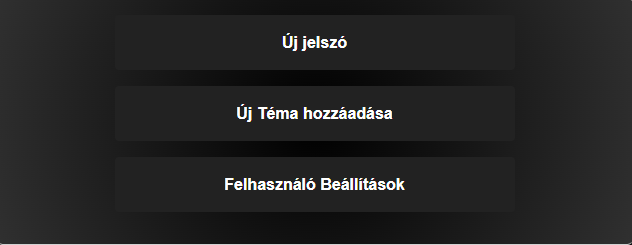 Új jelszó
Új Téma hozzáadása
Felhasználó Beállítások